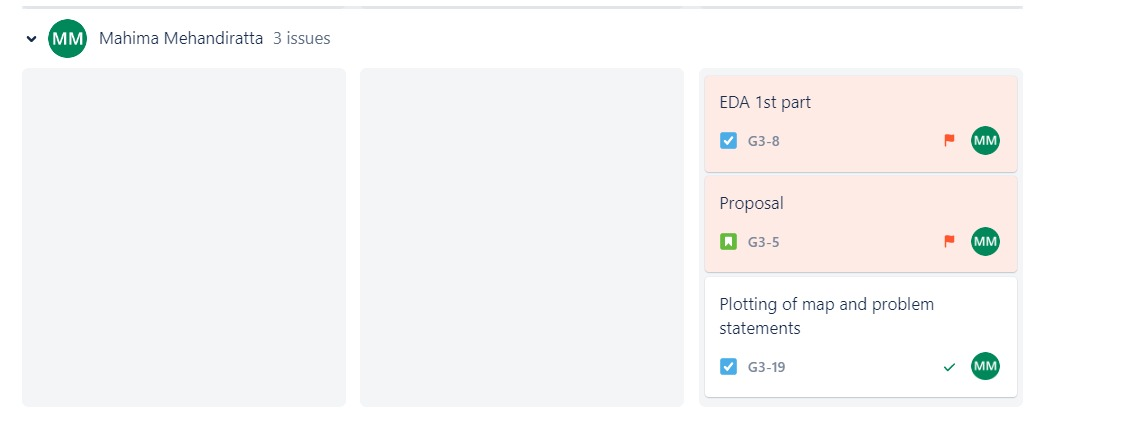 MM Mahima Mehandiratta 3 issues
EDA 1st part
G3-8 MM
Proposal
G3-5 MM
Plotting of map and problem
statements
G3-19 MM